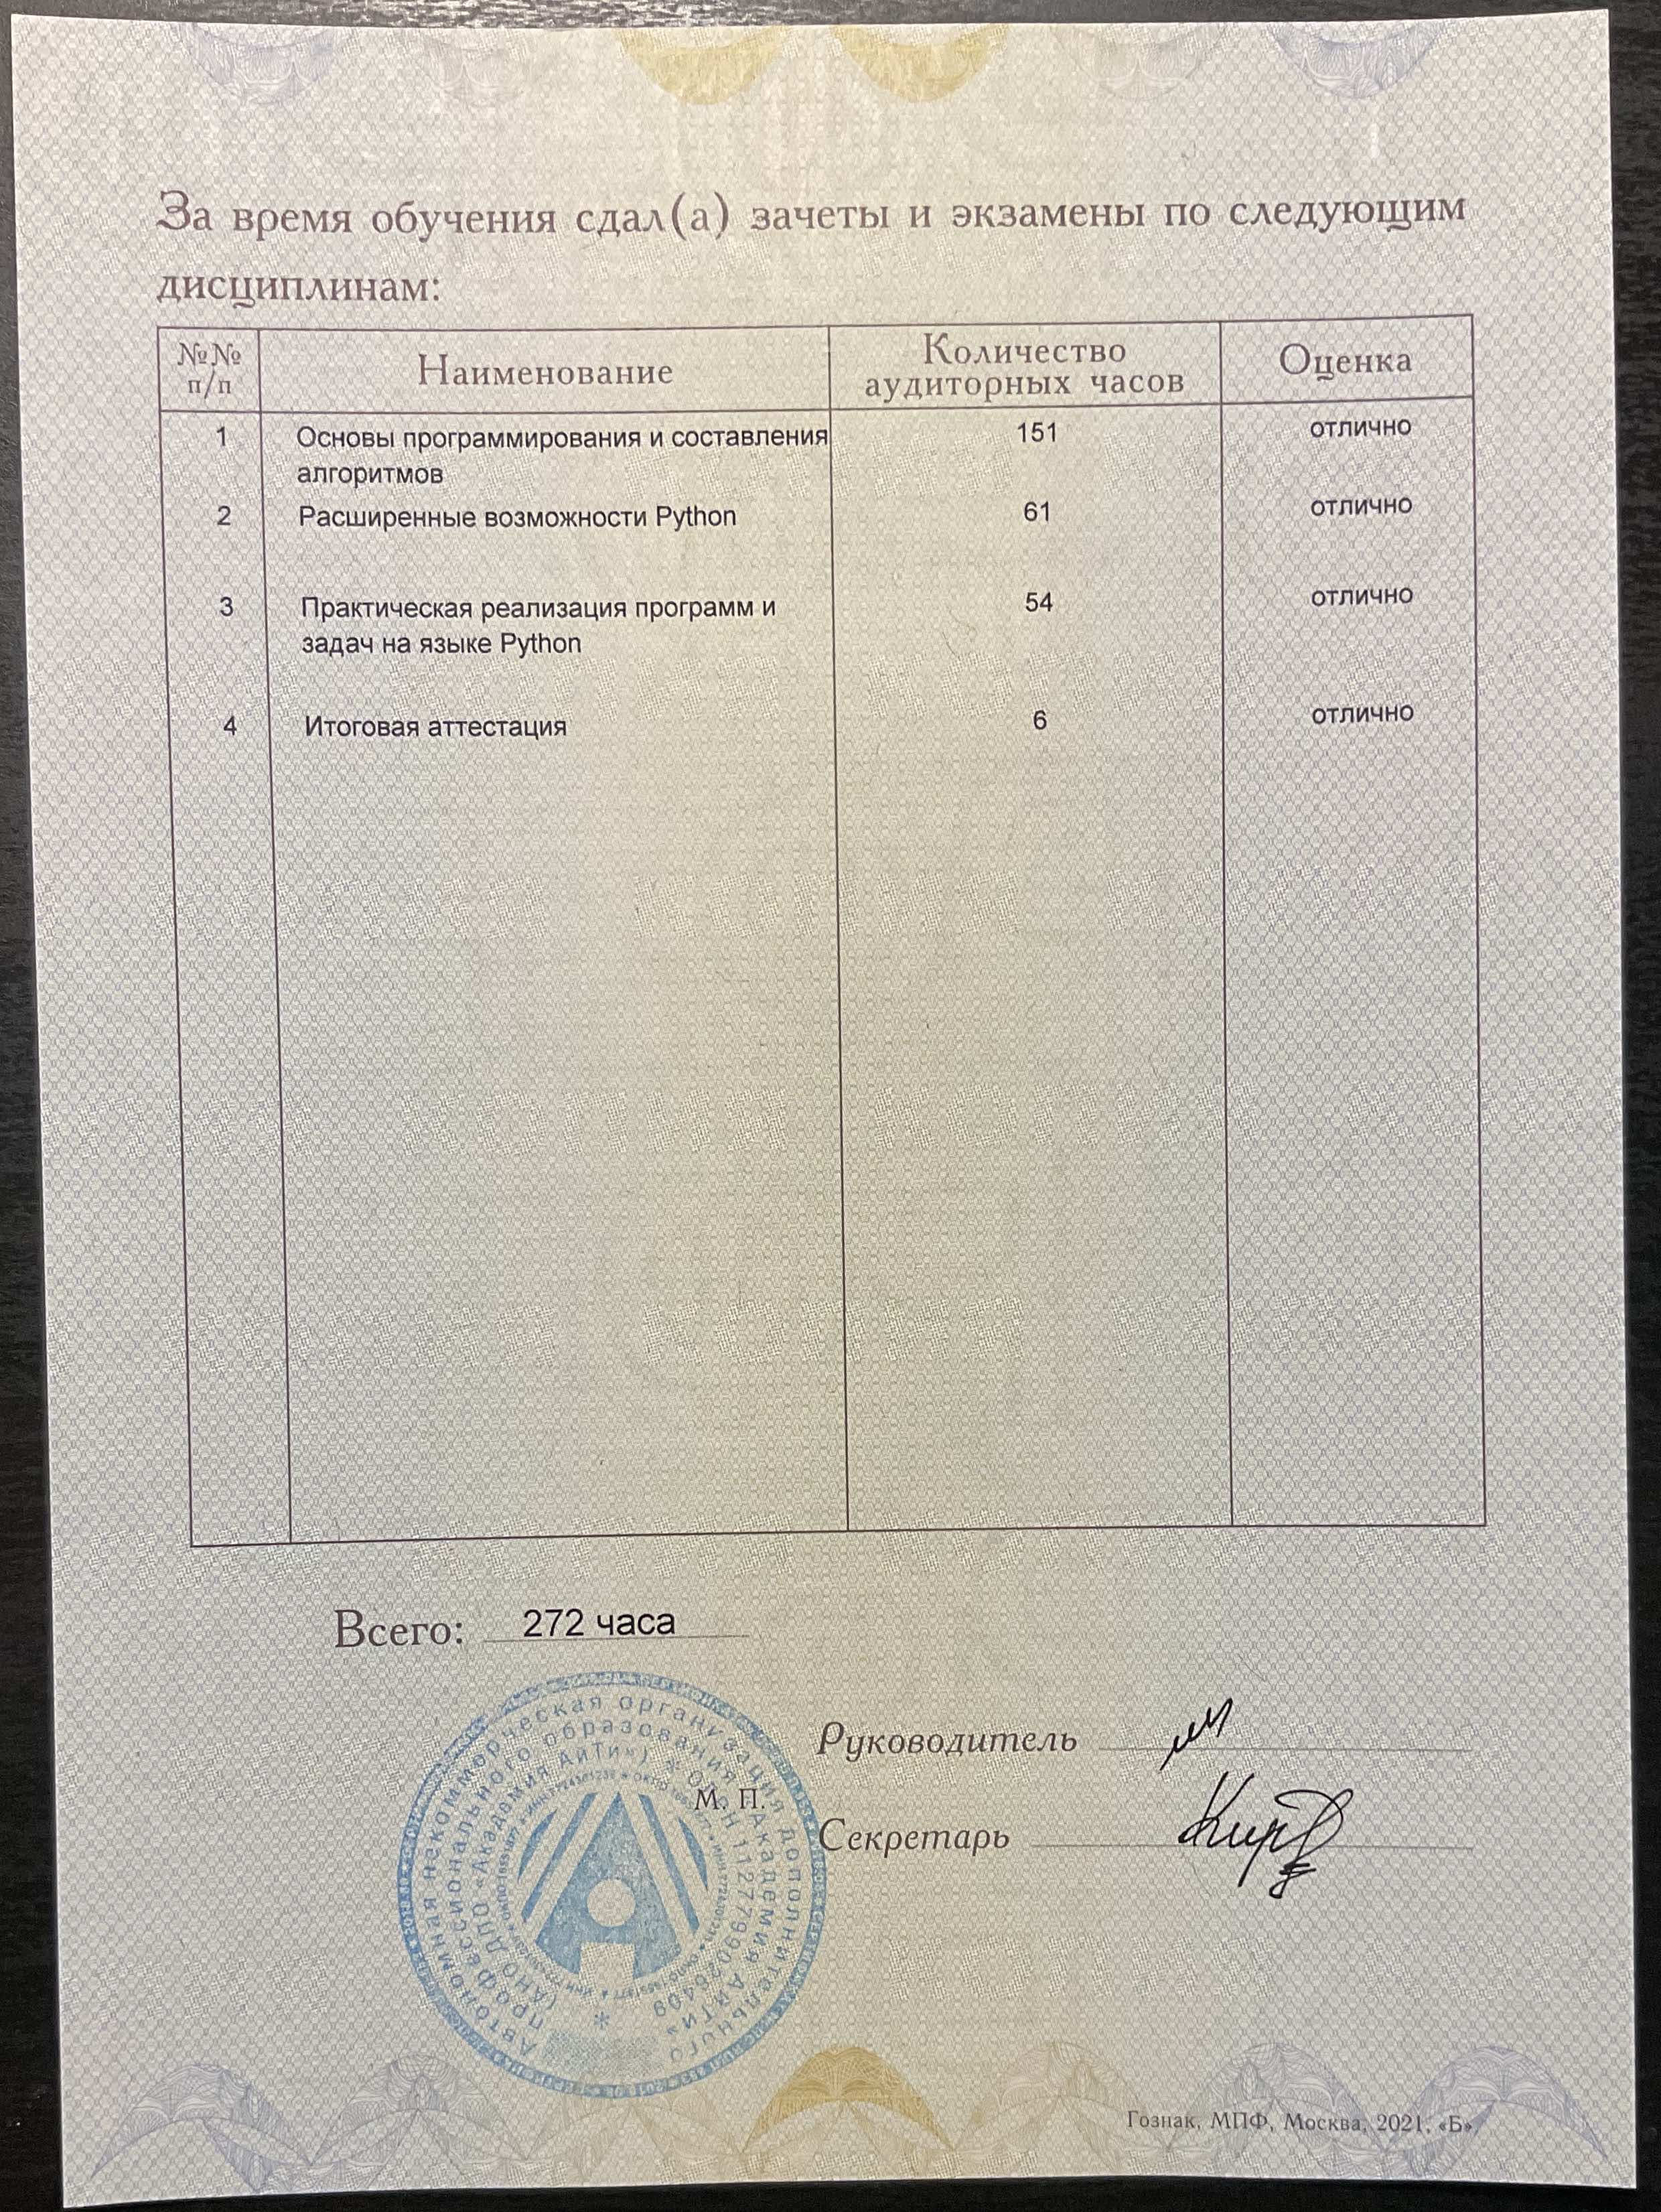 За время обучения сдал(а) зачеты и экзамены по следующим
дисциплинам:
№№ п/п
Наименование
Количество аудиторных часов
Оценка
1 Основы программирования и составления 151 отлично
алгоритмов
2 Расширенные возможности Python 61 отлично
3 Практическая реализация программ и 54 отлично
задач на языке Python
4 Итоговая аттестация 6 отлично
Всего: 272 часа
Руководитель
М. П.
Секретарь
Автономная некоммерческая организация дополнительного
профессионального образования «Академия АйТи»
(АНО ДПО «Академия АйТи») * ОГРН 1127799026409 *
Гознак, МПФ, Москва, 2021, «Б»